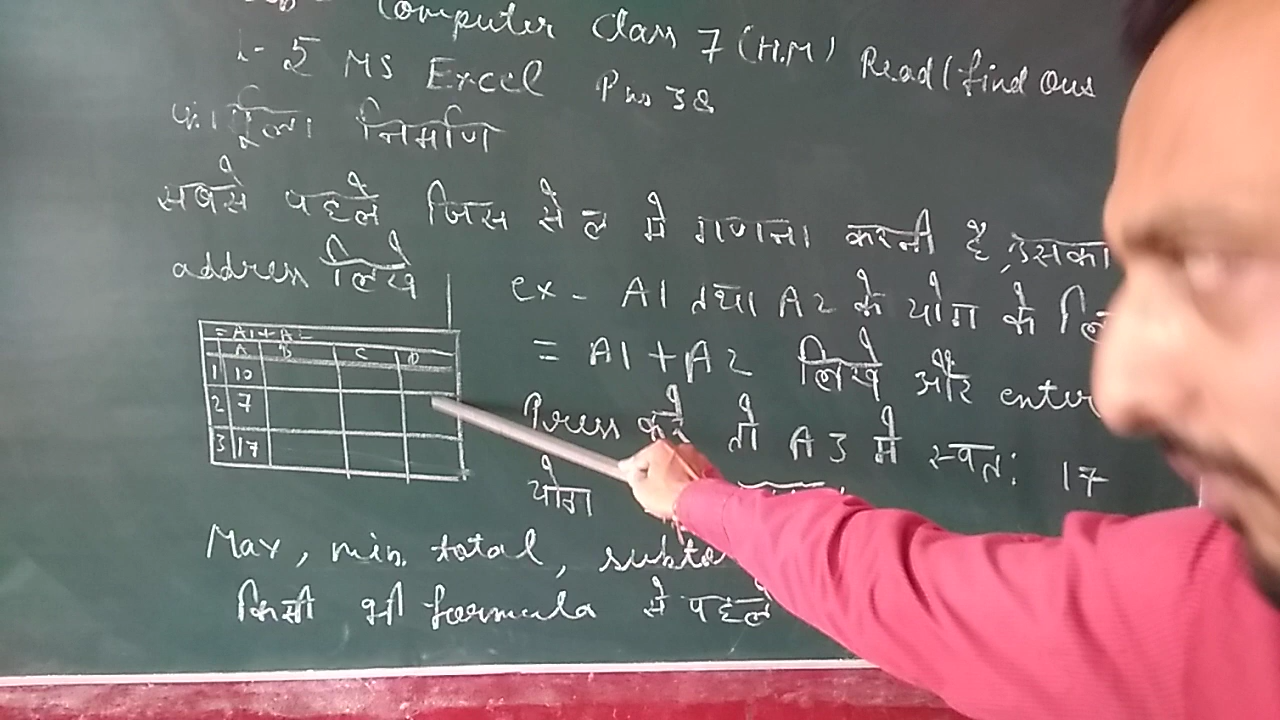 Computer Class 7 (H.M) Read (find Ous
L-5 MS Excel P no 38
फार्मूला निर्माण
सबसे पहले जिस सेल मे गणना करनी है, उसका
address लिखे
ex- A1 तथा A2 के योग के लि
= A1 + A2 लिखे और enter
Press करे तो A3 मे स्वतः 17
योग
= A1 + A2
A B C D
1 10
2 7
3 17
Max, min, total, subto
किसी भी formula से पहले